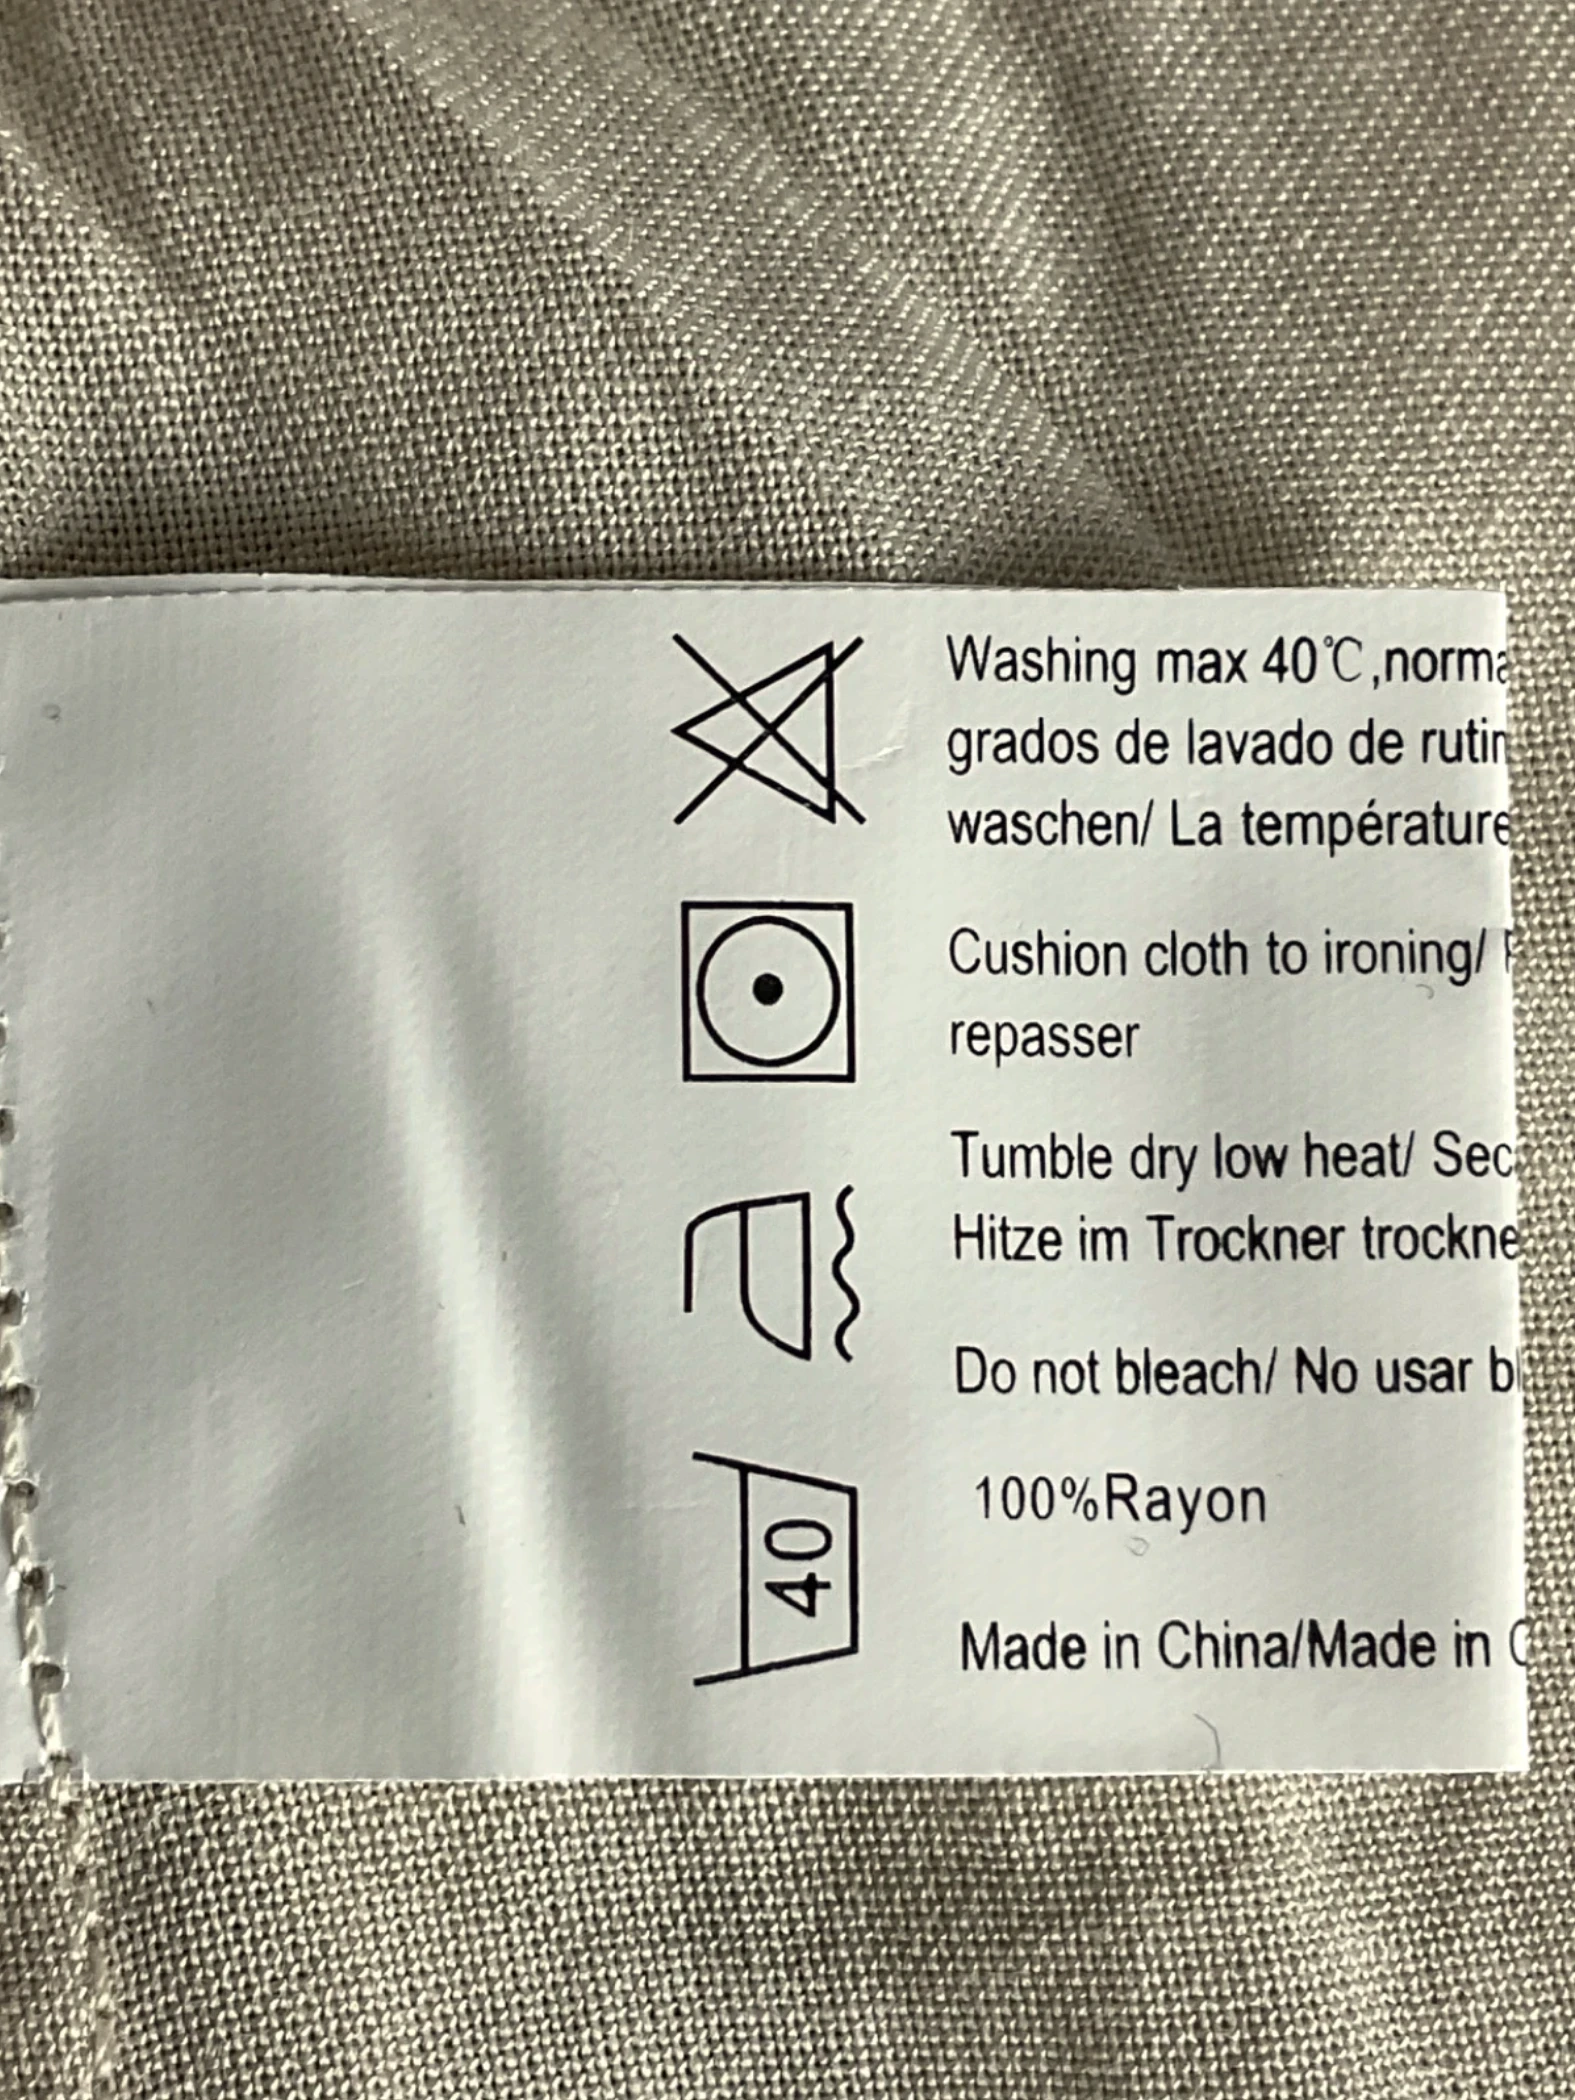 Washing max 40℃,norma
grados de lavado de rutin
waschen/ La température
Cushion cloth to ironing/
repasser
Tumble dry low heat/ Sec
Hitze im Trockner trockne
Do not bleach/ No usar bl
100%Rayon
Made in China/Made in C
40